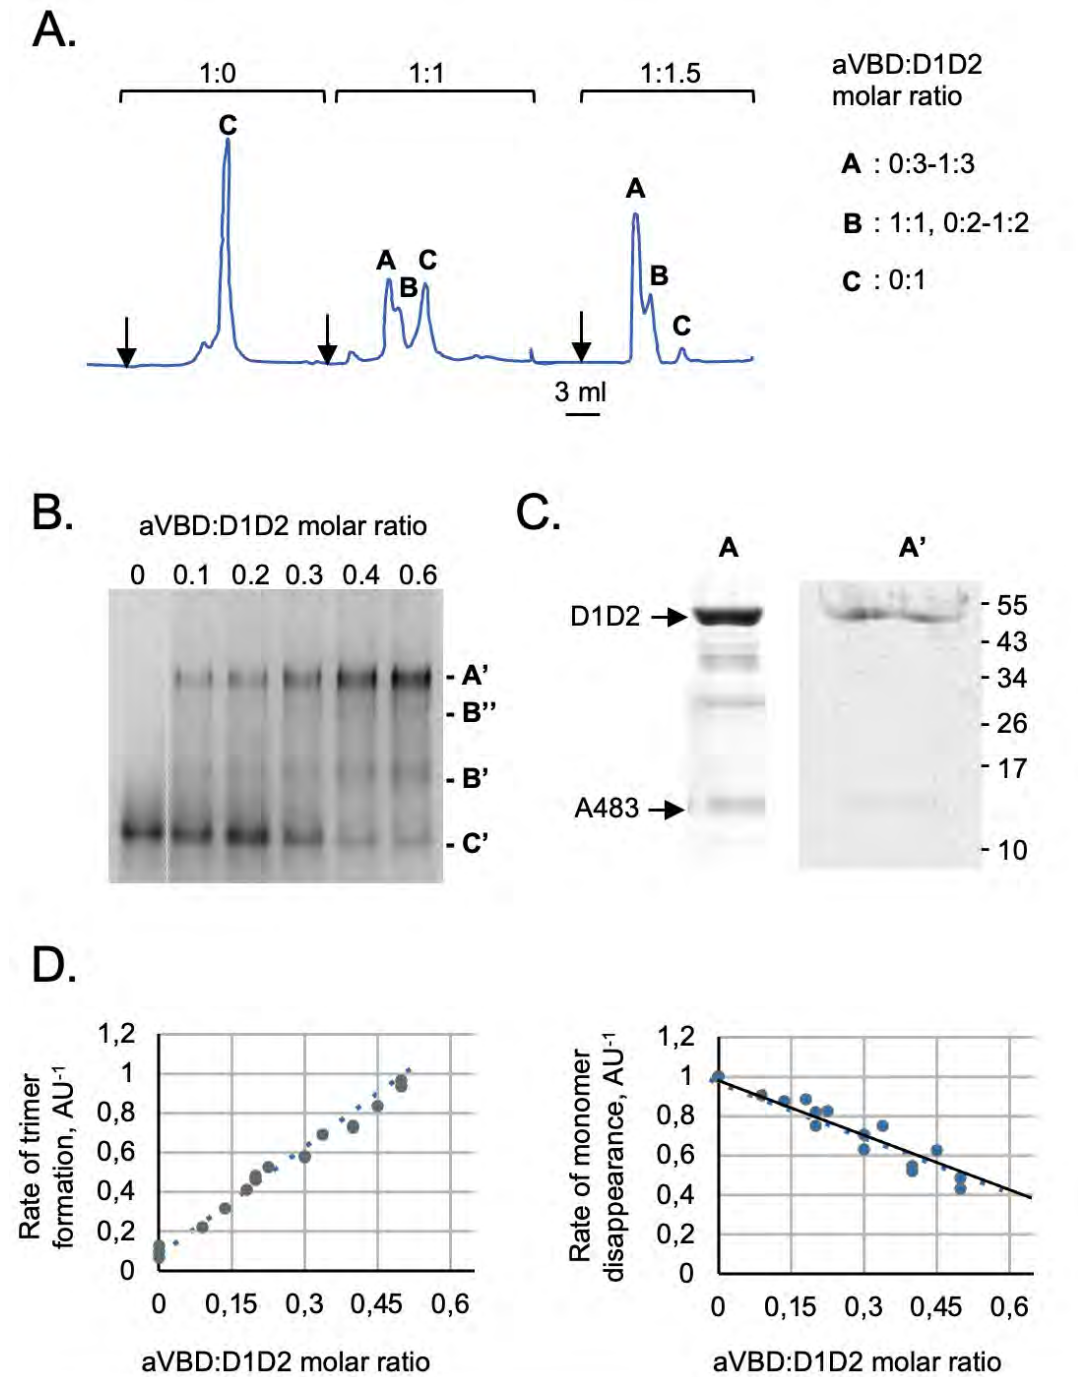 A.
1:0
1:1
1:1.5
C
A
B
C
A
B
C
3 ml
aVBD:D1D2
molar ratio
A : 0:3-1:3
B : 1:1, 0:2-1:2
C : 0:1
B.
aVBD:D1D2 molar ratio
0 0.1 0.2 0.3 0.4 0.6
- A’
- B’’
- B’
- C’
C.
A A’
D1D2
A483
- 55
- 43
- 34
- 26
- 17
- 10
D.
Rate of trimer
formation, AU-1
1,2
1
0,8
0,6
0,4
0,2
0
0 0,15 0,3 0,45 0,6
aVBD:D1D2 molar ratio
Rate of monomer
disappearance, AU-1
1,2
1
0,8
0,6
0,4
0,2
0
0 0,15 0,3 0,45 0,6
aVBD:D1D2 molar ratio